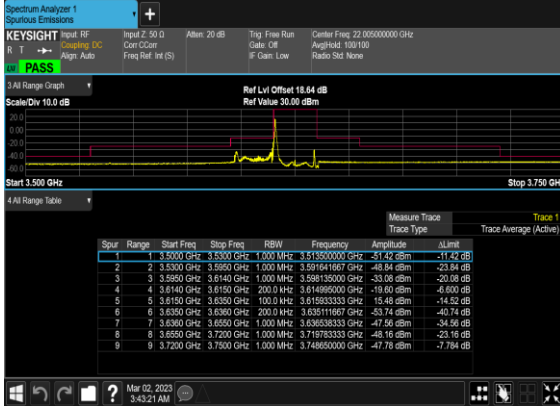 Spectrum Analyzer 1
Spurious Emissions
+
KEYSIGHT Input: RF Input Z: 50 Ω Atten: 20 dB Trig: Free Run Center Freq: 22.005000000 GHz
R T Coupling: DC Corr CCorr Gate: Off Avg|Hold: 100/100
Align: Auto Freq Ref: Int (S) IF Gain: Low Radio Std: None
LXI PASS
3 All Range Graph
Ref Lvl Offset 18.64 dB
Scale/Div 10.0 dB Ref Value 30.00 dBm
20.0
0.00
-20.0
-40.0
Start 3.500 GHz Stop 3.750 GH
4 All Range Table
Measure Trace Trace 1
Trace Type Trace Average (Active)
Spur Range Start Freq Stop Freq RBW Frequency Amplitude ΔLimit
1 1 3.5000 GHz 3.5300 GHz 1.000 MHz 3.513500000 GHz -51.42 dBm -11.42 dB
2 2 3.5300 GHz 3.5950 GHz 1.000 MHz 3.591641667 GHz -48.84 dBm -23.84 dB
3 3 3.5950 GHz 3.6140 GHz 1.000 MHz 3.598135000 GHz -33.08 dBm -20.08 dB
4 4 3.6140 GHz 3.6150 GHz 200.0 kHz 3.614995000 GHz -19.60 dBm -6.600 dB
5 5 3.6150 GHz 3.6350 GHz 100.0 kHz 3.615933333 GHz 15.48 dBm -14.52 dB
6 6 3.6350 GHz 3.6360 GHz 200.0 kHz 3.635111667 GHz -53.74 dBm -40.74 dB
7 7 3.6360 GHz 3.6550 GHz 1.000 MHz 3.636538333 GHz -47.56 dBm -34.56 dB
8 8 3.6550 GHz 3.7200 GHz 1.000 MHz 3.719783333 GHz -48.16 dBm -23.16 dB
9 9 3.7200 GHz 3.7500 GHz 1.000 MHz 3.748650000 GHz -47.78 dBm -7.784 dB
? Mar 02, 2023
3:43:21 AM